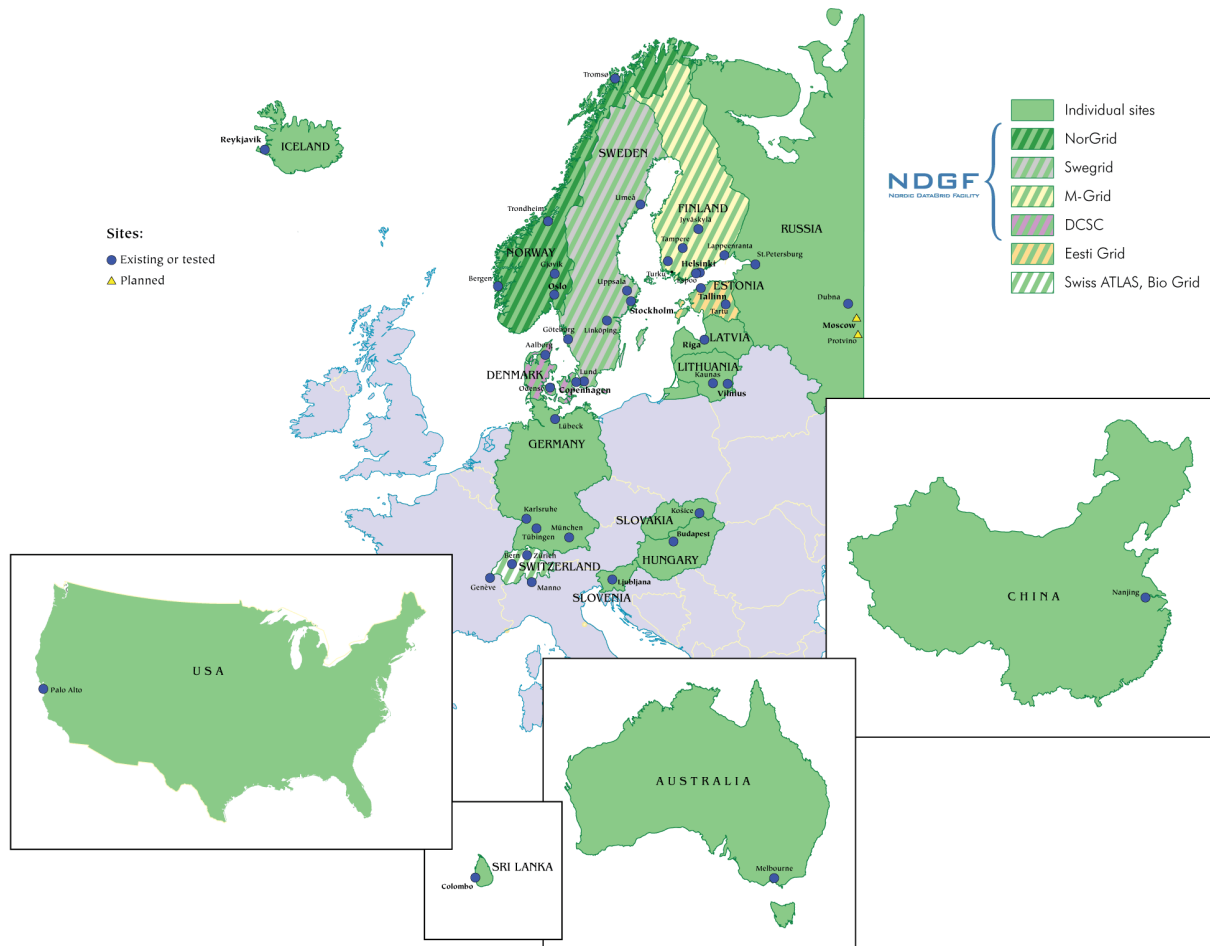 Tromsø
Reykjavik
ICELAND
SWEDEN
Umeå
Trondheim
FINLAND
Jyväskylä
Tampere
Lappeenranta
RUSSIA
St.Petersburg
NORWAY
Gjøvik
Bergen
Oslo
Turku
Helsinki
Espoo
Uppsala
ESTONIA
Tallinn
Tartu
Stockholm
Dubna
Moscow
Protvino
Göteborg
Linköping
Aalborg
Riga
LATVIA
LITHUANIA
Kaunas
Vilnius
DENMARK
Lund
Odense
Copenhagen
Lübeck
GERMANY
Karlsruhe
Tübingen
München
SLOVAKIA
Košice
Budapest
HUNGARY
Bern
Zürich
SWITZERLAND
Genève
Manno
Ljubljana
SLOVENIA
Sites:
Existing or tested
Planned
NDGF
NORDIC DATAGRID FACILITY
Individual sites
NorGrid
Swegrid
M-Grid
DCSC
Eesti Grid
Swiss ATLAS, Bio Grid
USA
Palo Alto
SRI LANKA
Colombo
AUSTRALIA
Melbourne
CHINA
Nanjing